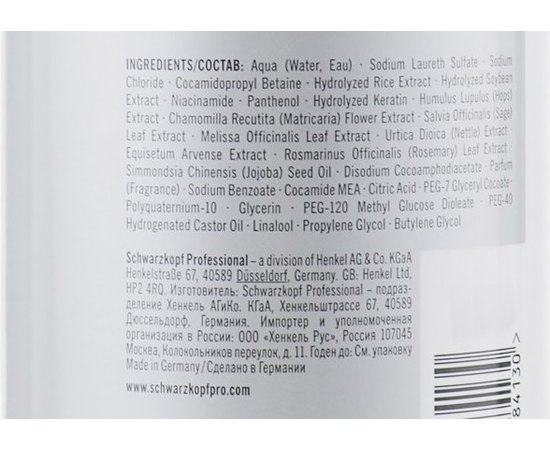 INGREDIENTS/СОСТАВ: Aqua (Water, Eau) · Sodium Laureth Sulfate · Sodium
Chloride · Cocamidopropyl Betaine · Hydrolyzed Rice Extract · Hydrolyzed Soybean
Extract · Niacinamide · Panthenol · Hydrolyzed Keratin · Humulus Lupulus (Hops)
Extract · Chamomilla Recutita (Matricaria) Flower Extract · Salvia Officinalis (Sage)
Leaf Extract · Melissa Officinalis Leaf Extract · Urtica Dioica (Nettle) Extract ·
Equisetum Arvense Extract · Rosmarinus Officinalis (Rosemary) Leaf Extract ·
Simmondsia Chinensis (Jojoba) Seed Oil · Disodium Cocoamphodiacetate · Parfum
(Fragrance) · Sodium Benzoate · Cocamide MEA · Citric Acid · PEG-7 Glyceryl Cocoate ·
Polyquaternium-10 · Glycerin · PEG-120 Methyl Glucose Dioleate · PEG-40
Hydrogenated Castor Oil · Linalool · Propylene Glycol · Butylene Glycol
Schwarzkopf Professional – a division of Henkel AG & Co. KGaA
Henkelstraße 67, 40589 Düsseldorf, Germany. GB: Henkel Ltd,
HP2 4RQ. Изготовитель: Schwarzkopf Professional – подраз-
деление Хенкель АГиКо. КГаА, Хенкельштрассе 67, 40589
Дюссельдорф, Германия. Импортер и уполномоченная
организация в России: ООО «Хенкель Рус», Россия, 107045
Москва, Колокольников переулок, д. 11. Годен до: См. упаковку
Made in Germany/Сделано в Германии
www.schwarzkopfpro.com
84130>